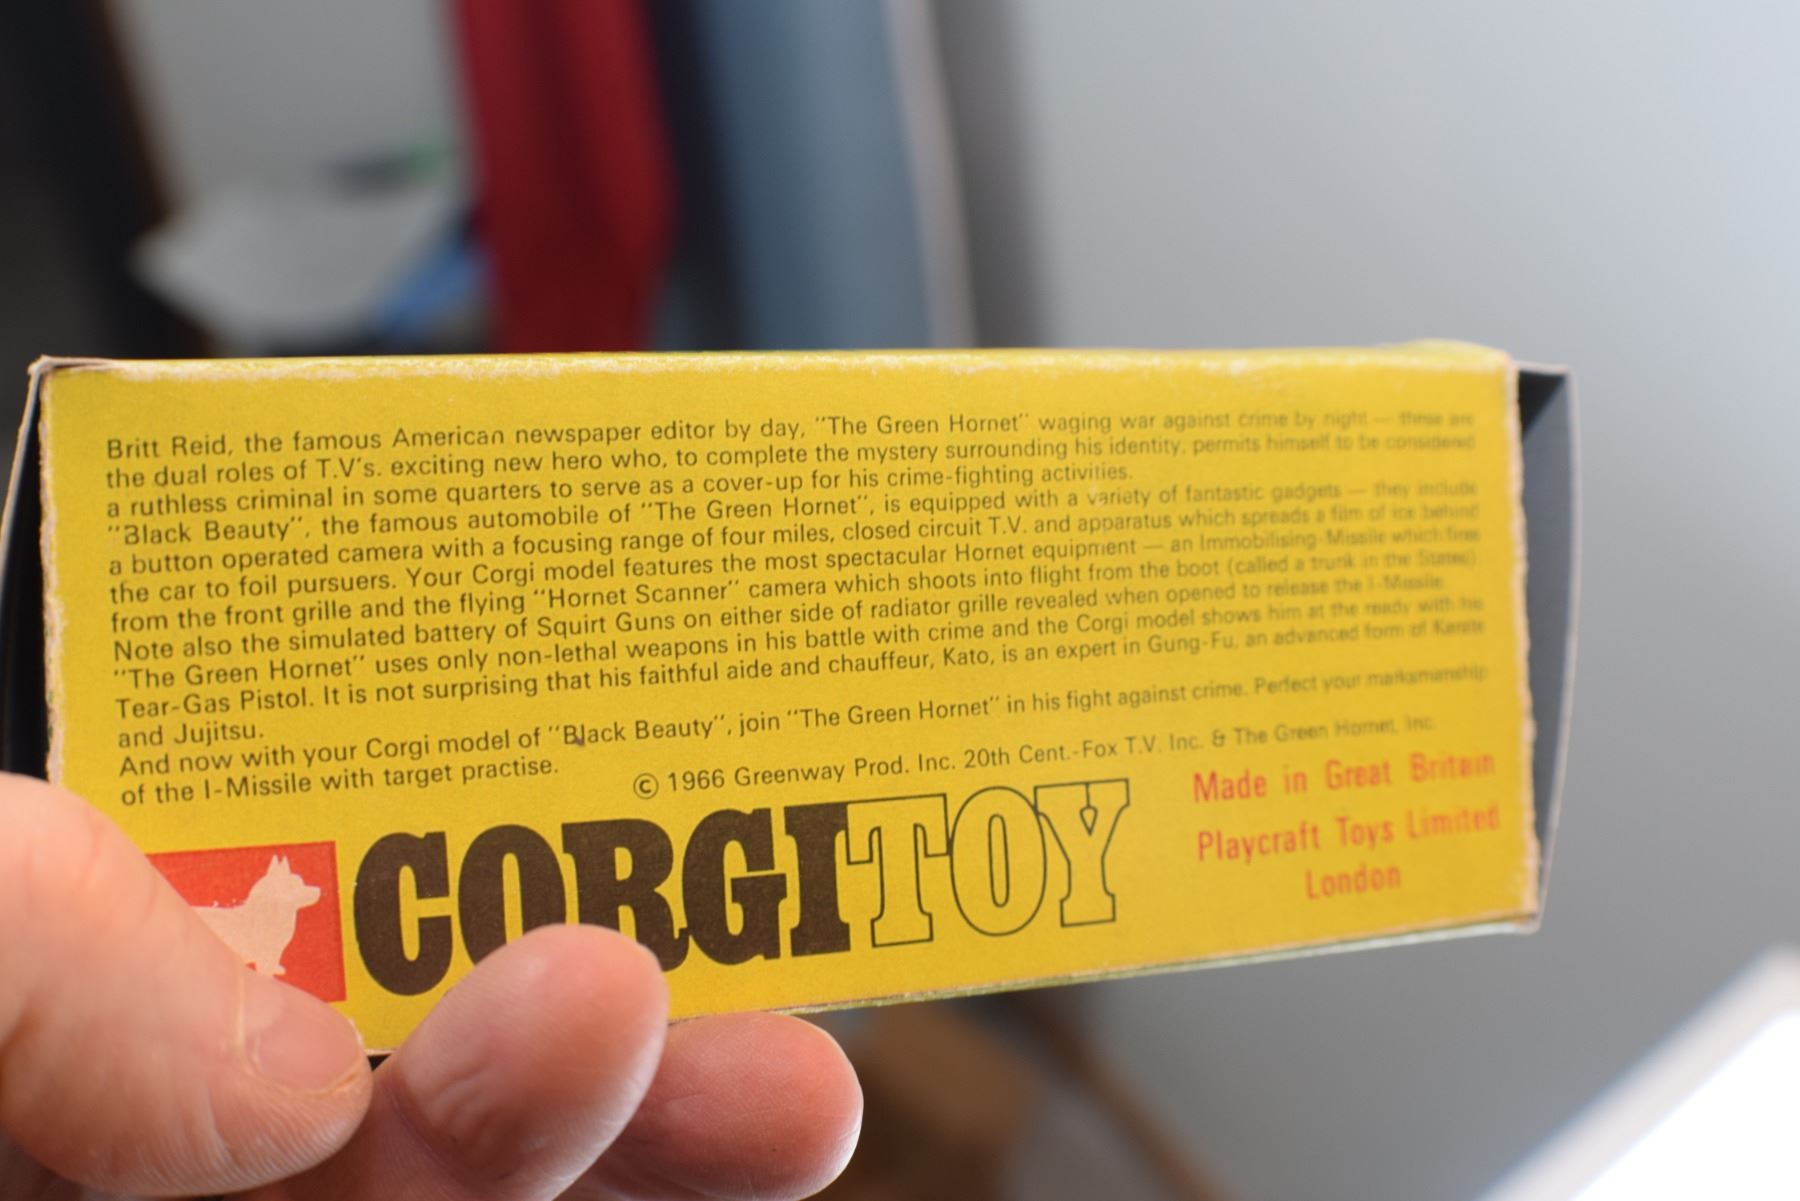 Britt Reid, the famous American newspaper editor by day, "The Green Hornet" waging war against crime by night — these are
the dual roles of T.V's. exciting new hero who, to complete the mystery surrounding his identity, permits himself to be considered
a ruthless criminal in some quarters to serve as a cover-up for his crime-fighting activities.
"Black Beauty", the famous automobile of "The Green Hornet", is equipped with a variety of fantastic gadgets — they include
a button operated camera with a focusing range of four miles, closed circuit T.V. and apparatus which spreads a film of ice behind
the car to foil pursuers. Your Corgi model features the most spectacular Hornet equipment — an Immobilising-Missile which fires
from the front grille and the flying "Hornet Scanner" camera which shoots into flight from the boot (called a trunk in the States)
Note also the simulated battery of Squirt Guns on either side of radiator grille revealed when opened to release the I-Missile.
"The Green Hornet" uses only non-lethal weapons in his battle with crime and the Corgi model shows him at the ready with his
Tear-Gas Pistol. It is not surprising that his faithful aide and chauffeur, Kato, is an expert in Gung-Fu, an advanced form of Karate
and Jujitsu.
And now with your Corgi model of "Black Beauty", join "The Green Hornet" in his fight against crime. Perfect your marksmanship
of the I-Missile with target practise.
© 1966 Greenway Prod. Inc. 20th Cent.-Fox T.V. Inc. & The Green Hornet, Inc.
CORGITOY
Made in Great Britain
Playcraft Toys Limited
London